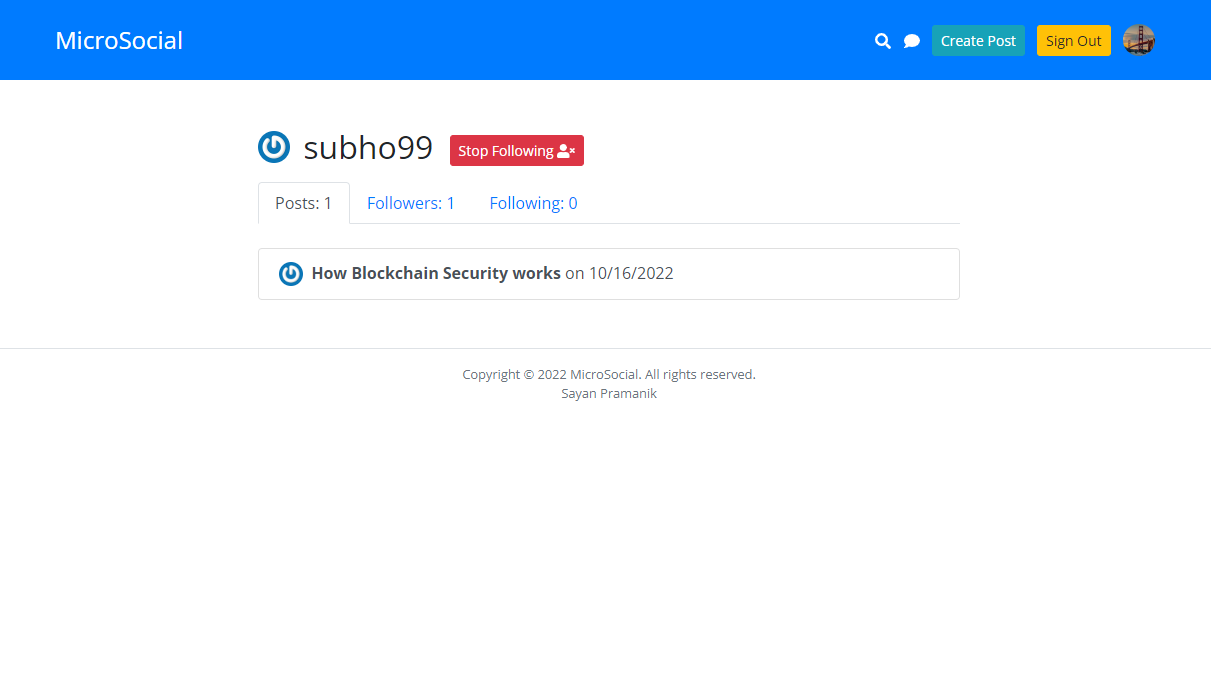 MicroSocial
Create Post
Sign Out
subho99
Stop Following
Posts: 1
Followers: 1
Following: 0
How Blockchain Security works on 10/16/2022
Copyright © 2022 MicroSocial. All rights reserved.
Sayan Pramanik